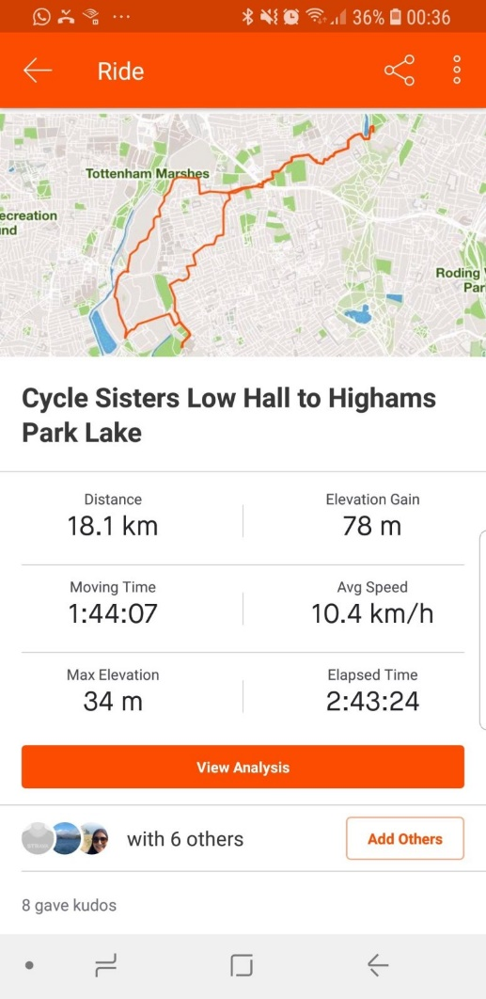 36% 00:36
Ride
Tottenham Marshes
ecreation
und
Roding
Par
Cycle Sisters Low Hall to Highams
Park Lake
Distance
18.1 km
Elevation Gain
78 m
Moving Time
1:44:07
Avg Speed
10.4 km/h
Max Elevation
34 m
Elapsed Time
2:43:24
View Analysis
with 6 others
Add Others
8 gave kudos